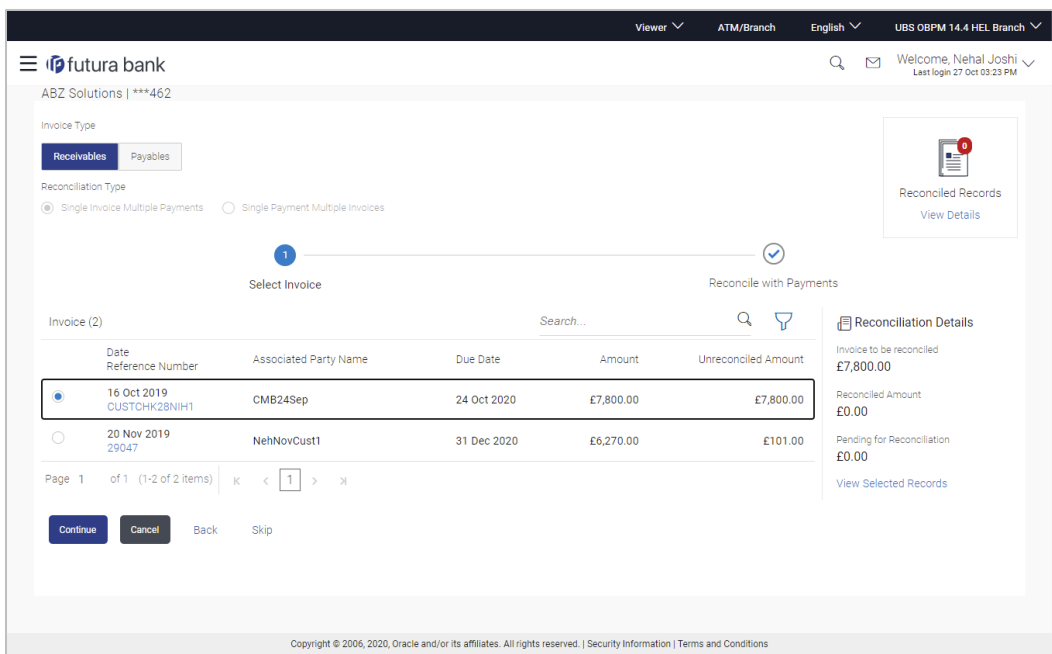 Viewer ATM/Branch English UBS OBPM 14.4 HEL Branch
futura bank Welcome, Nehal Joshi
Last login 27 Oct 03:23 PM
ABZ Solutions | ***462
Invoice Type
Receivables Payables
0
Reconciled Records
View Details
Reconciliation Type
Single Invoice Multiple Payments Single Payment Multiple Invoices
1
Select Invoice Reconcile with Payments
Invoice (2) Search...
Date
Reference Number Associated Party Name Due Date Amount Unreconciled Amount
16 Oct 2019
CUSTCHK28NIH1 CMB24Sep 24 Oct 2020 £7,800.00 £7,800.00
20 Nov 2019
29047 NehNovCust1 31 Dec 2020 £6,270.00 £101.00
Page 1 of 1 (1-2 of 2 items) 1
Reconciliation Details
Invoice to be reconciled
£7,800.00
Reconciled Amount
£0.00
Pending for Reconciliation
£0.00
View Selected Records
Continue Cancel Back Skip
Copyright © 2006, 2020, Oracle and/or its affiliates. All rights reserved. | Security Information | Terms and Conditions